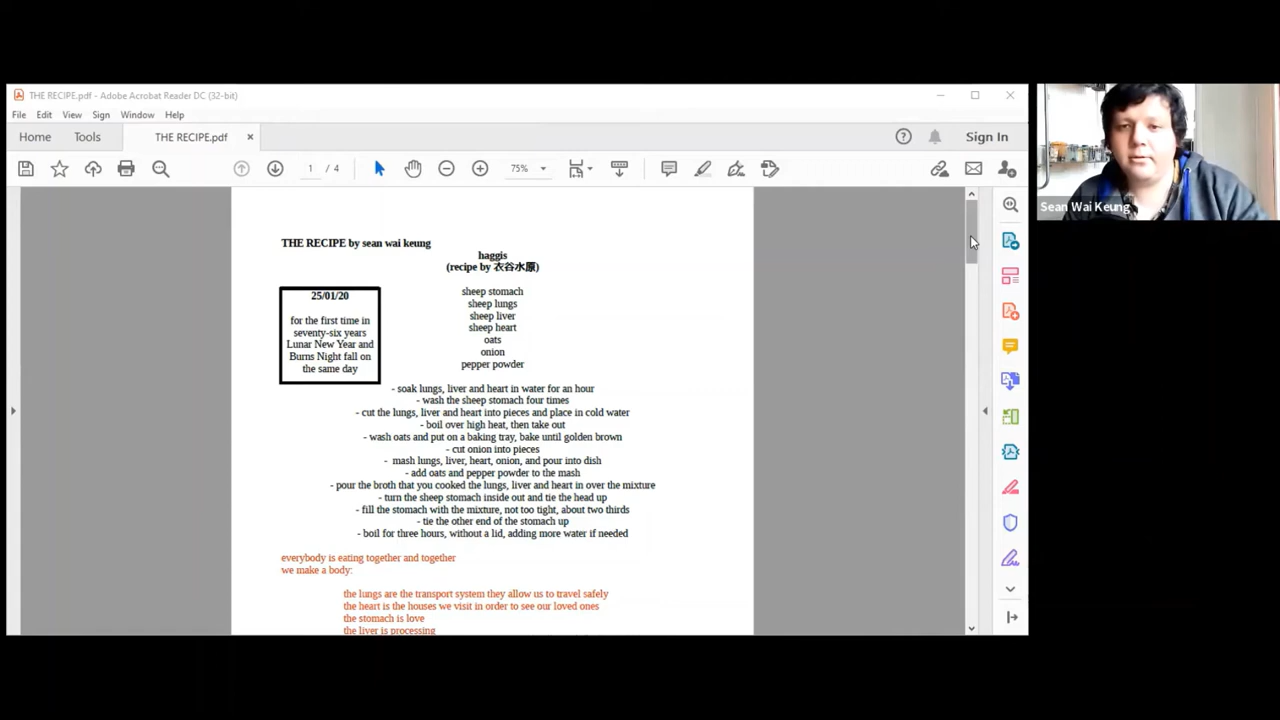 THE RECIPE.pdf - Adobe Acrobat Reader DC (32-bit)
File Edit View Sign Window Help
Home Tools THE RECIPE.pdf × Sign In
1 / 4 75%
THE RECIPE by sean wai keung
haggis
(recipe by 衣谷水原)
25/01/20
for the first time in
seventy-six years
Lunar New Year and
Burns Night fall on
the same day
sheep stomach
sheep lungs
sheep liver
sheep heart
oats
onion
pepper powder
- soak lungs, liver and heart in water for an hour
- wash the sheep stomach four times
- cut the lungs, liver and heart into pieces and place in cold water
- boil over high heat, then take out
- wash oats and put on a baking tray, bake until golden brown
- cut onion into pieces
- mash lungs, liver, heart, onion, and pour into dish
- add oats and pepper powder to the mash
- pour the broth that you cooked the lungs, liver and heart in over the mixture
- turn the sheep stomach inside out and tie the head up
- fill the stomach with the mixture, not too tight, about two thirds
- tie the other end of the stomach up
- boil for three hours, without a lid, adding more water if needed
everybody is eating together and together
we make a body:
the lungs are the transport system they allow us to travel safely
the heart is the houses we visit in order to see our loved ones
the stomach is love
the liver is processing
Sean Wai Keung